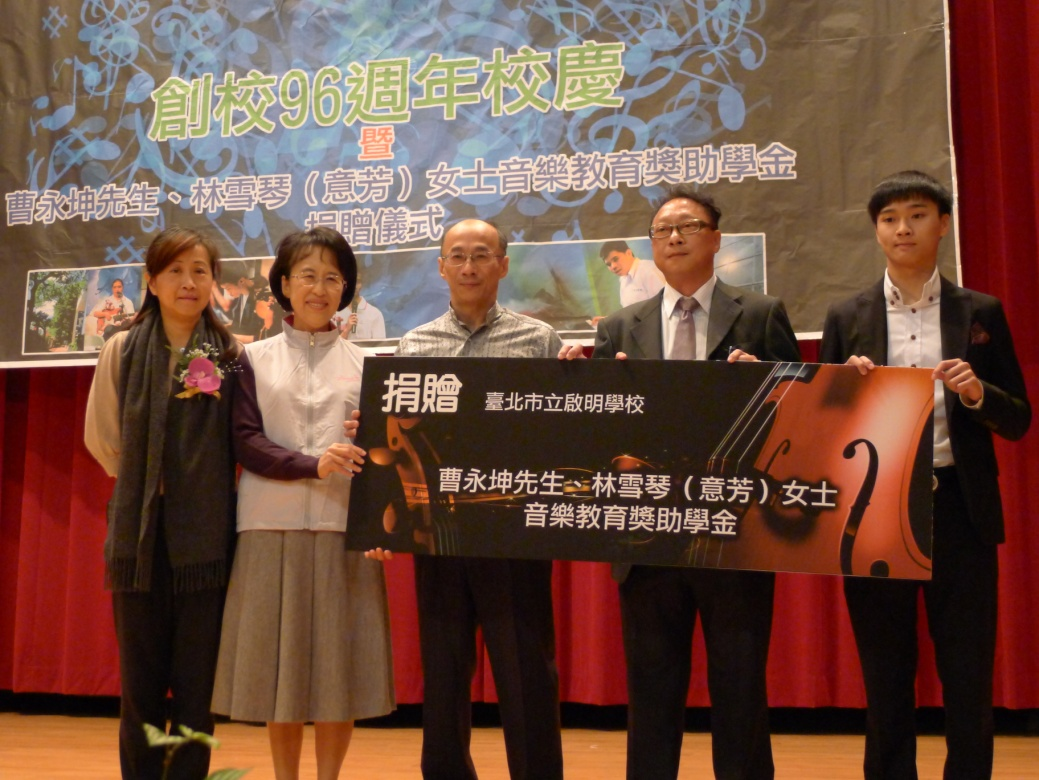 創校96週年校慶
暨
曹永坤先生、林雪琴（意芳）女士音樂教育獎助學金
捐贈儀式
捐贈 臺北市立啟明學校
曹永坤先生、林雪琴（意芳）女士
音樂教育獎助學金